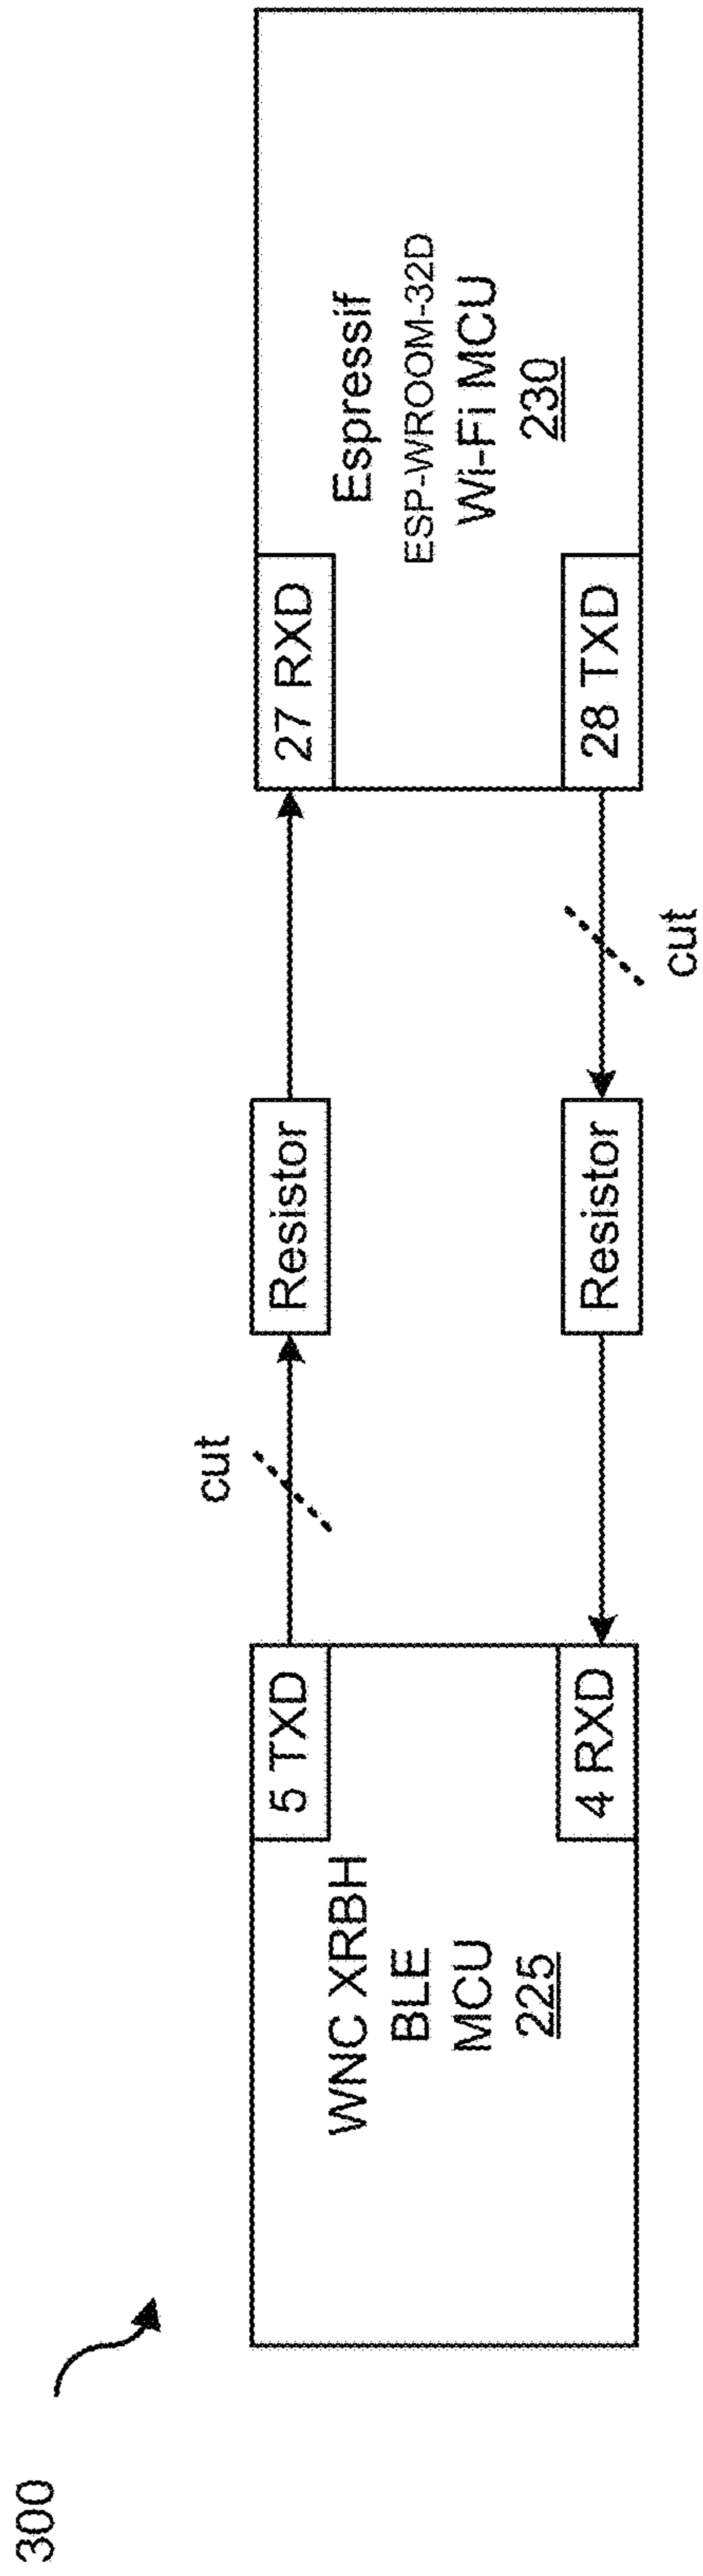 300
WNC XRBH
BLE
MCU
225
5 TXD
4 RXD
cut
Resistor
Resistor
cut
27 RXD
28 TXD
Espressif
ESP-WROOM-32D
Wi-Fi MCU
230